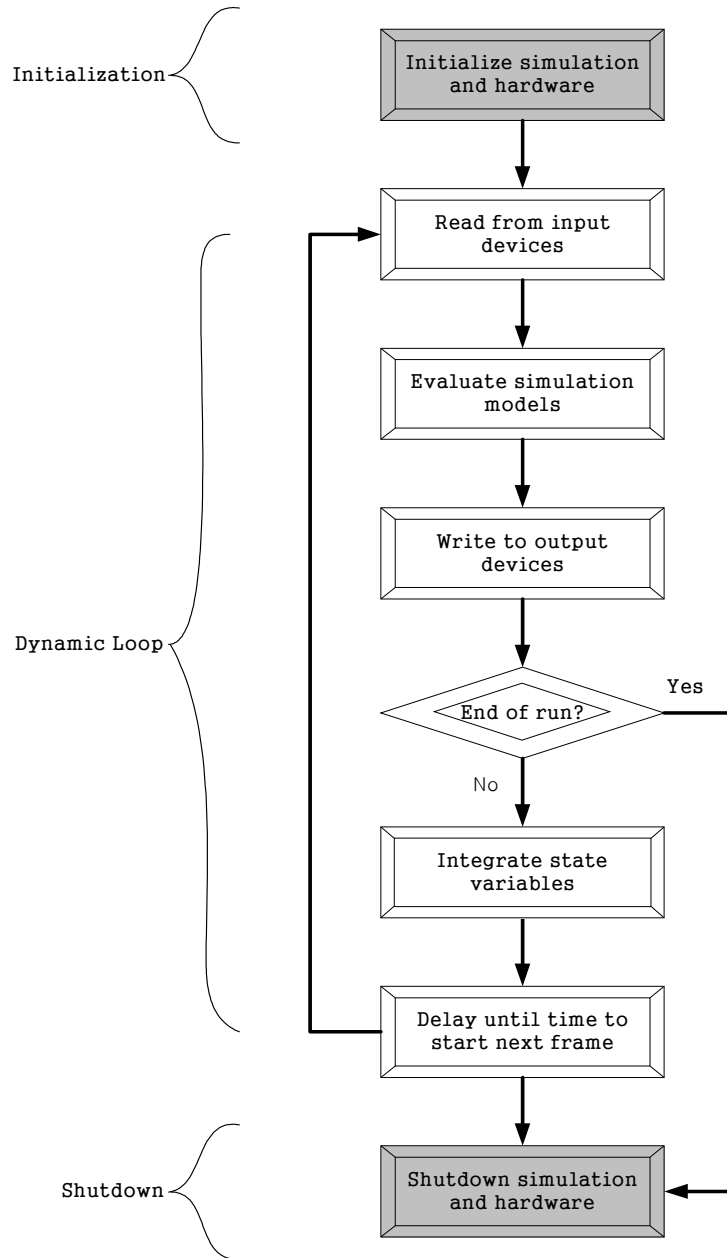 Initialization
Initialize simulation
and hardware
Read from input
devices
Evaluate simulation
models
Write to output
devices
Dynamic Loop
End of run?
Yes
No
Integrate state
variables
Delay until time to
start next frame
Shutdown
Shutdown simulation
and hardware